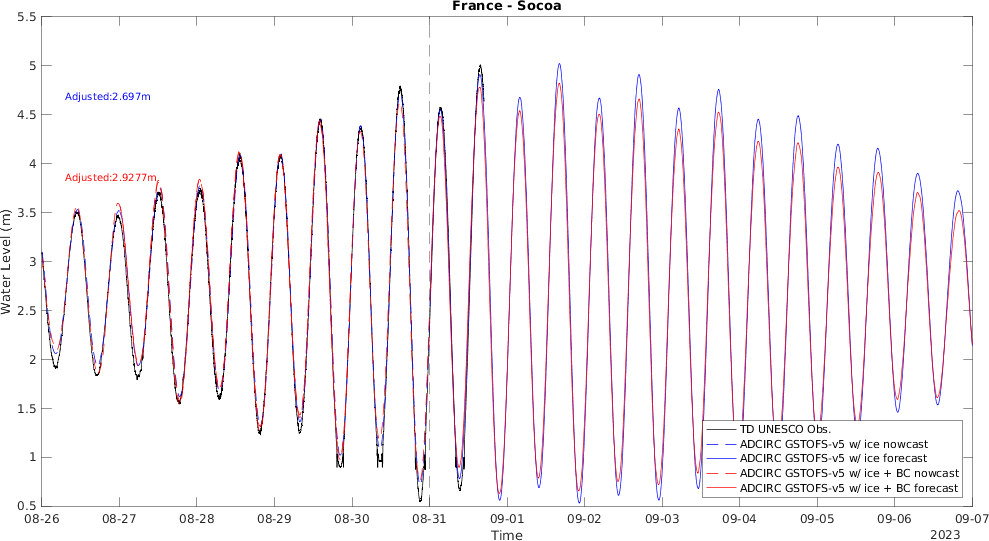 France - Socoa
5.5
5
4.5
4
3.5
3
2.5
2
1.5
1
0.5
Water Level (m)
Adjusted:2.697m
Adjusted:2.9277m
TD UNESCO Obs.
ADCIRC GSTOFS-v5 w/ ice nowcast
ADCIRC GSTOFS-v5 w/ ice forecast
ADCIRC GSTOFS-v5 w/ ice + BC nowcast
ADCIRC GSTOFS-v5 w/ ice + BC forecast
08-26 08-27 08-28 08-29 08-30 08-31 09-01 09-02 09-03 09-04 09-05 09-06 09-07
Time
2023